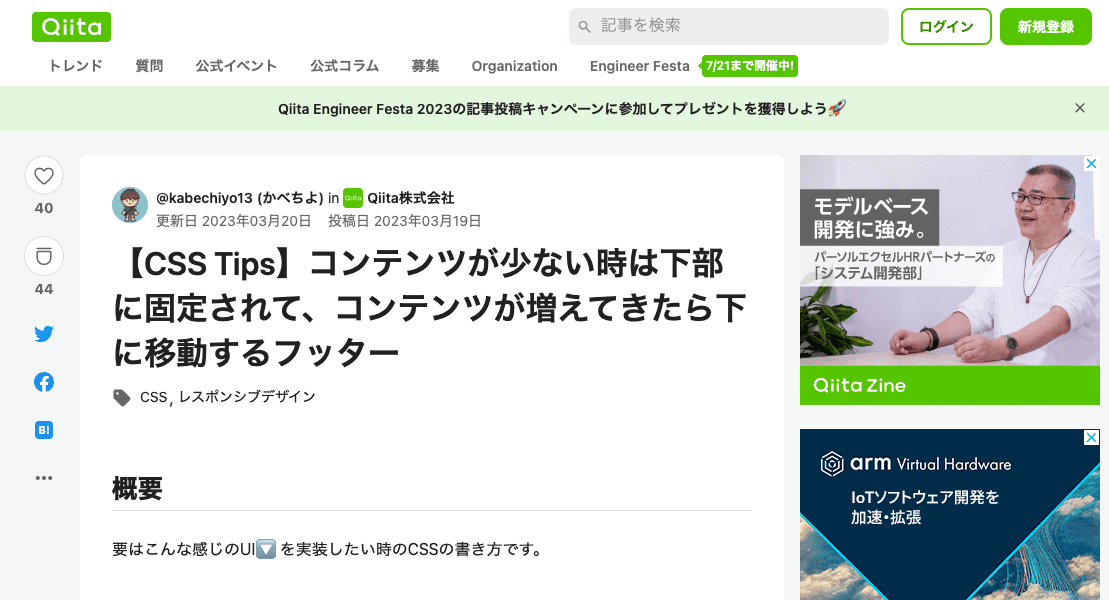 Qiita
記事を検索
ログイン
新規登録
トレンド
質問
公式イベント
公式コラム
募集
Organization
Engineer Festa
7/21まで開催中!
Qiita Engineer Festa 2023の記事投稿キャンペーンに参加してプレゼントを獲得しよう🚀
40
44
B!
@kabechiyo13 (かべちよ) in Qiita Qiita株式会社
更新日 2023年03月20日 投稿日 2023年03月19日
【CSS Tips】コンテンツが少ない時は下部
に固定されて、コンテンツが増えてきたら下
に移動するフッター
CSS, レスポンシブデザイン
概要
要はこんな感じのUI🔽 を実装したい時のCSSの書き方です。
モデルベース
開発に強み。
パーソルエクセルHRパートナーズの
「システム開発部」
Qiita Zine
arm Virtual Hardware
IoTソフトウェア開発を
加速・拡張